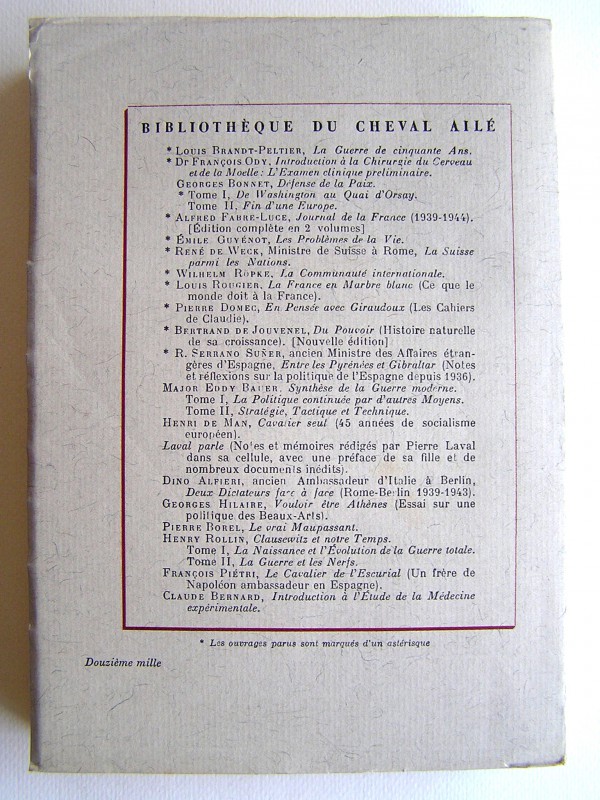 BIBLIOTHÈQUE DU CHEVAL AILÉ
* Louis Brandt-Peltier, La Guerre de cinquante Ans.
* Dr François Ody, Introduction à la Chirurgie du Cerveau
et de la Moelle : L'Examen clinique preliminaire.
Georges Bonnet, Défense de la Paix.
* Tome I, De Washington au Quai d'Orsay.
Tome II, Fin d'une Europe.
* Alfred Fabre-Luce, Journal de la France (1939-1944).
[Édition complète en 2 volumes]
* Émile Guyénot, Les Problèmes de la Vie.
* René de Weck, Ministre de Suisse à Rome, La Suisse
parmi les Nations.
* Wilhelm Röpke, La Communauté internationale.
* Louis Rougier, La France en Marbre blanc (Ce que le
monde doit à la France).
* Pierre Domec, En Pensée avec Giraudoux (Les Cahiers
de Claudie).
* Bertrand de Jouvenel, Du Pouvoir (Histoire naturelle
de sa croissance). [Nouvelle édition]
* R. Serrano Suñer, ancien Ministre des Affaires étran-
gères d'Espagne, Entre les Pyrénées et Gibraltar (Notes
et réflexions sur la politique de l'Espagne depuis 1936).
Major Eddy Bauer, Synthèse de la Guerre moderne.
Tome I, La Politique continuée par d'autres Moyens.
Tome II, Stratégie, Tactique et Technique.
Henri de Man, Cavalier seul (45 années de socialisme
européen).
Laval parle (Notes et mémoires rédigés par Pierre Laval
dans sa cellule, avec une préface de sa fille et de
nombreux documents inédits).
Dino Alfieri, ancien Ambassadeur d'Italie à Berlin,
Deux Dictateurs face à face (Rome-Berlin 1939-1943).
Georges Hilaire, Vouloir être Athènes (Essai sur une
politique des Beaux-Arts).
Pierre Borel, Le vrai Maupassant.
Henry Rollin, Clausewitz et notre Temps.
Tome I, La Naissance et l'Évolution de la Guerre totale.
Tome II, La Guerre et les Nerfs.
François Piétri, Le Cavalier de l'Escurial (Un frère de
Napoléon ambassadeur en Espagne).
Claude Bernard, Introduction à l'Étude de la Médecine
expérimentale.
* Les ouvrages parus sont marqués d'un astérisque
Douzième mille